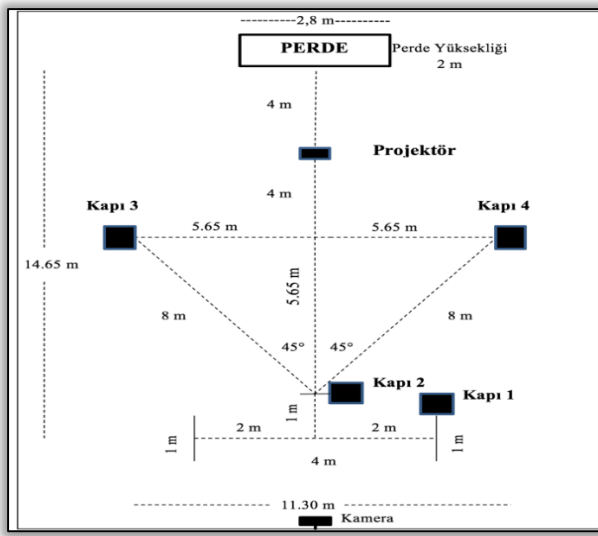 2,8 m
PERDE
Perde Yüksekliği
2 m
4 m
Projektör
4 m
Kapı 3
Kapı 4
5.65 m
5.65 m
14.65 m
5.65 m
8 m
8 m
45°
45°
Kapı 2
Kapı 1
1 m
2 m
2 m
1 m
1 m
4 m
11.30 m
Kamera